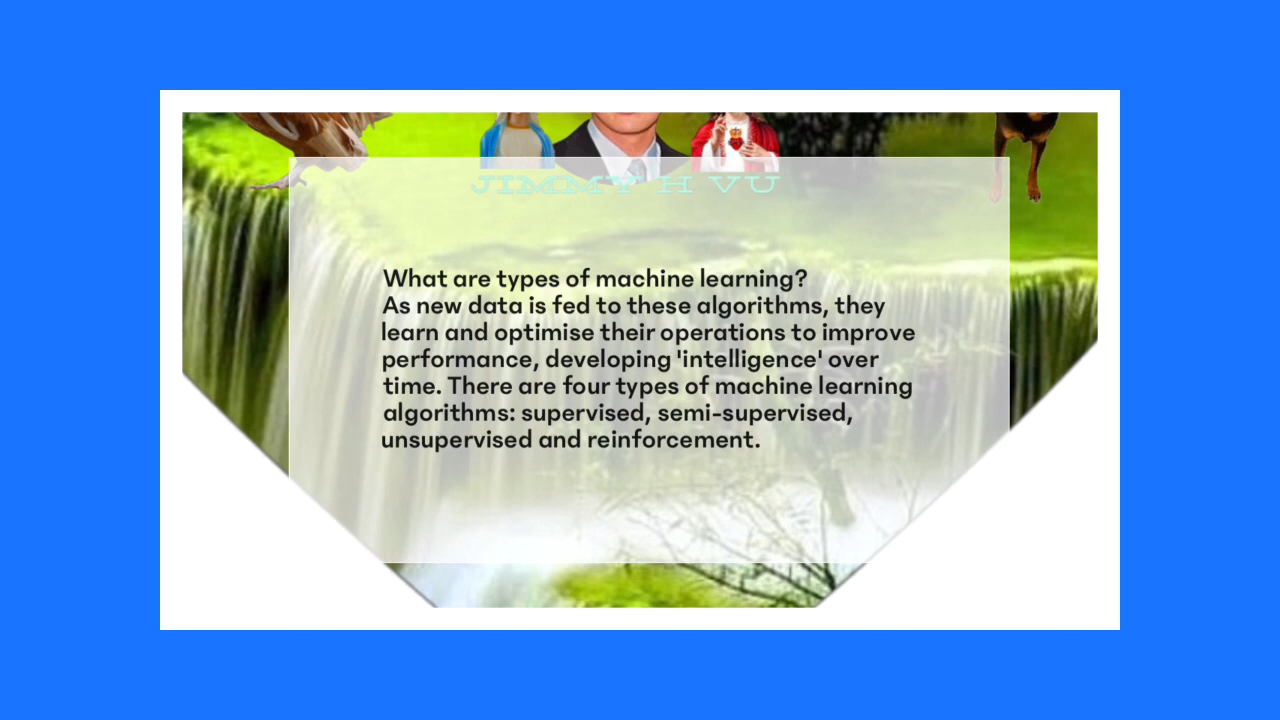 JIMMY H VU
What are types of machine learning?
As new data is fed to these algorithms, they
learn and optimise their operations to improve
performance, developing 'intelligence' over
time. There are four types of machine learning
algorithms: supervised, semi-supervised,
unsupervised and reinforcement.